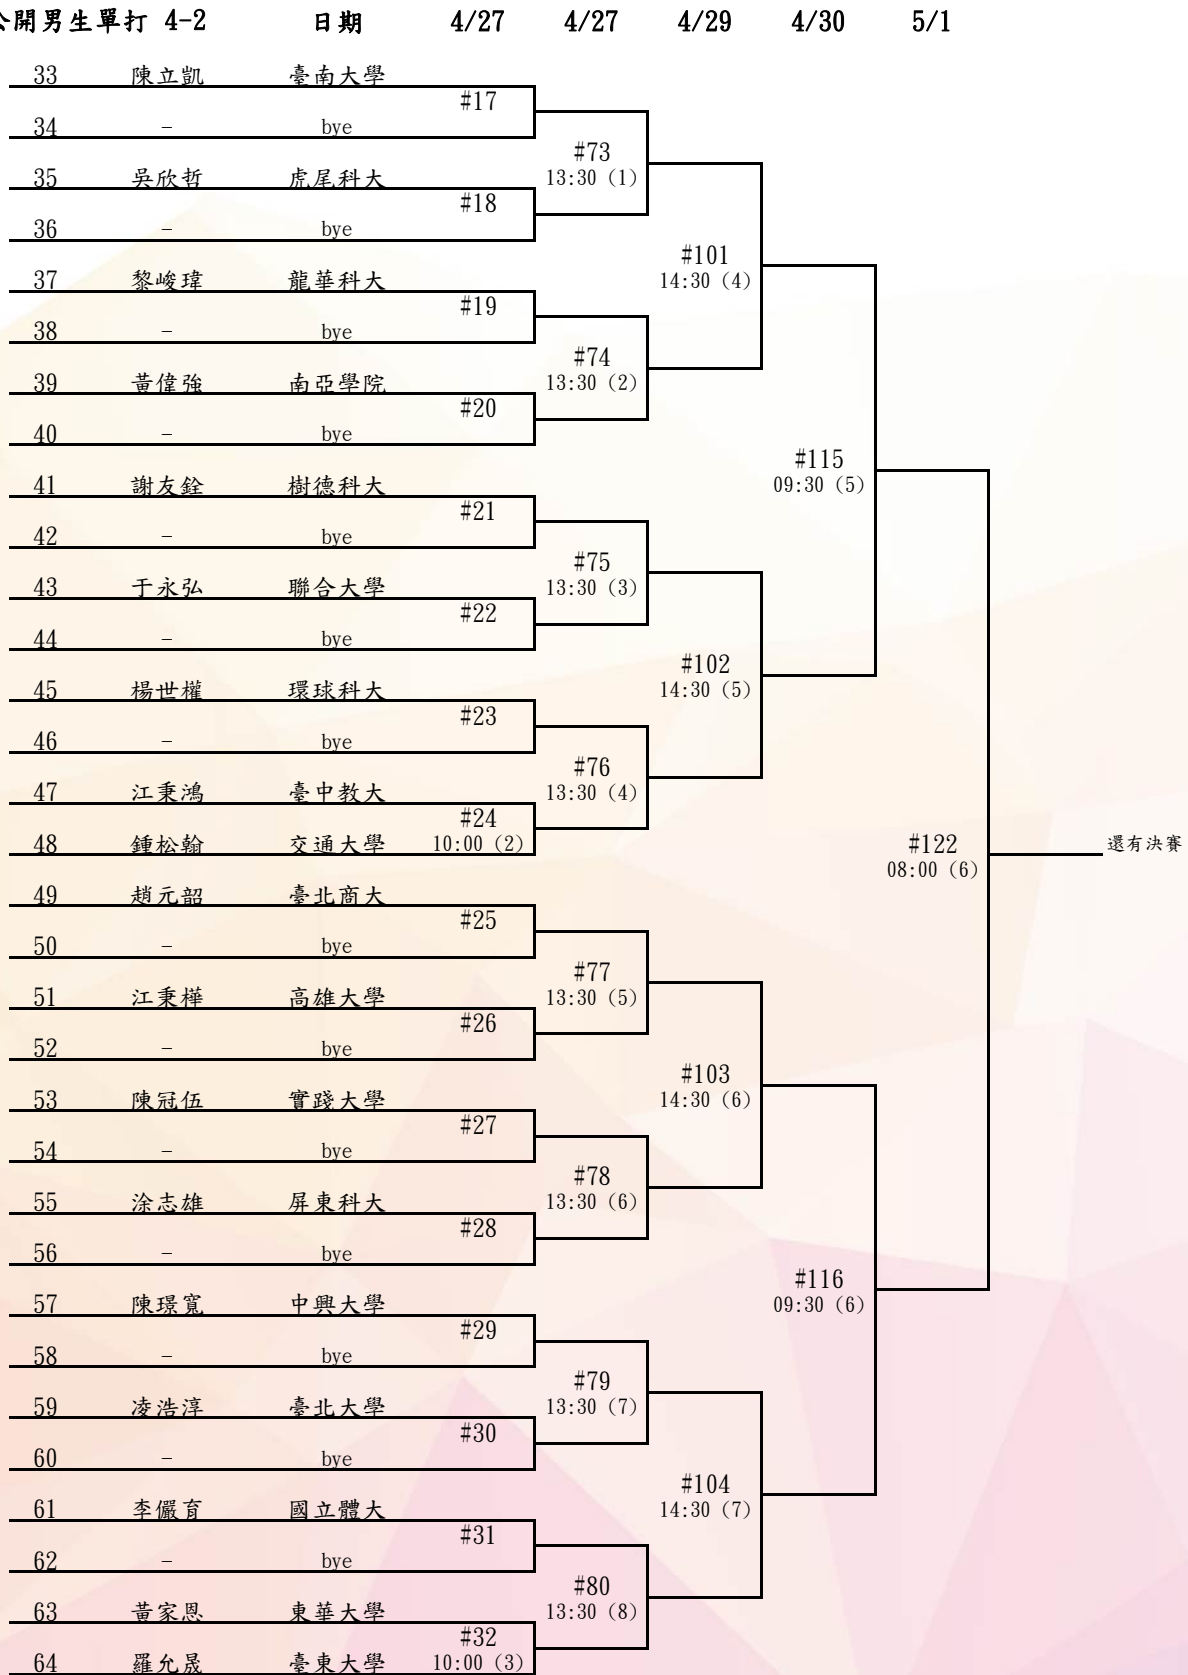 公開男生單打 4-2 日期 4/27 4/27 4/29 4/30 5/1
33 陳立凱 臺南大學
#17
34 - bye
#73
35 吳欣哲 虎尾科大 13:30 (1)
#18
36 - bye
#101
37 黎峻瑋 龍華科大 14:30 (4)
#19
38 - bye
#74
39 黃偉強 南亞學院 13:30 (2)
#20
40 - bye
#115
41 謝友銓 樹德科大 09:30 (5)
#21
42 - bye
#75
43 于永弘 聯合大學 13:30 (3)
#22
44 - bye
#102
45 楊世權 環球科大 14:30 (5)
#23
46 - bye
#76
47 江秉鴻 臺中教大 13:30 (4)
#24
48 鍾松翰 交通大學 10:00 (2) #122 還有決賽
08:00 (6)
49 趙元韶 臺北商大
#25
50 - bye
#77
51 江秉樺 高雄大學 13:30 (5)
#26
52 - bye
#103
53 陳冠伍 實踐大學 14:30 (6)
#27
54 - bye
#78
55 涂志雄 屏東科大 13:30 (6)
#28
56 - bye
#116
57 陳璟寬 中興大學 09:30 (6)
#29
58 - bye
#79
59 凌浩淳 臺北大學 13:30 (7)
#30
60 - bye
#104
61 李儼育 國立體大 14:30 (7)
#31
62 - bye
#80
63 黃家恩 東華大學 13:30 (8)
#32
64 羅允晟 臺東大學 10:00 (3)